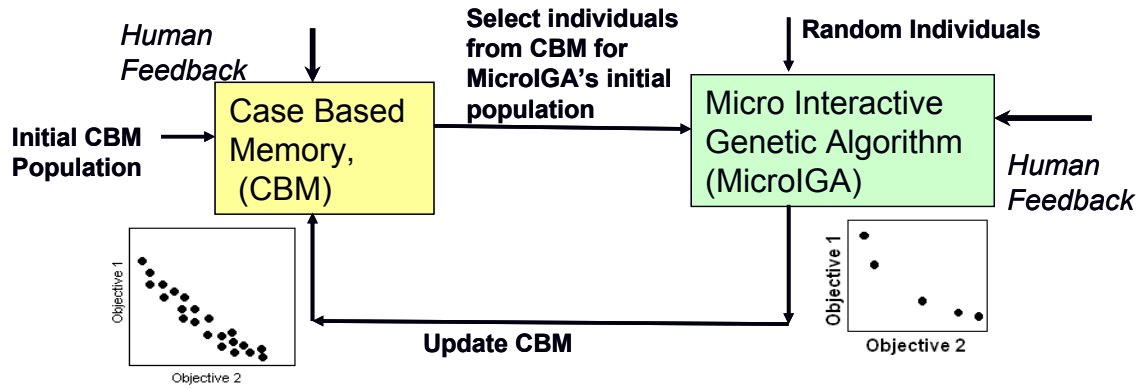 Human
Feedback
Select individuals
from CBM for
MicroIGA's initial
population
Random Individuals
Initial CBM
Population
Case Based
Memory,
(CBM)
Micro Interactive
Genetic Algorithm
(MicroIGA)
Human
Feedback
Objective 1
Objective 2
Update CBM
Objective 1
Objective 2